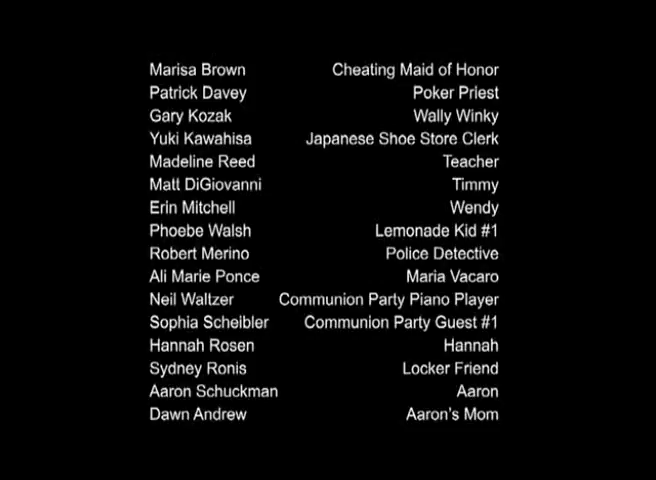 Marisa Brown Cheating Maid of Honor
Patrick Davey Poker Priest
Gary Kozak Wally Winky
Yuki Kawahisa Japanese Shoe Store Clerk
Madeline Reed Teacher
Matt DiGiovanni Timmy
Erin Mitchell Wendy
Phoebe Walsh Lemonade Kid #1
Robert Merino Police Detective
Ali Marie Ponce Maria Vacaro
Neil Waltzer Communion Party Piano Player
Sophia Scheibler Communion Party Guest #1
Hannah Rosen Hannah
Sydney Ronis Locker Friend
Aaron Schuckman Aaron
Dawn Andrew Aaron's Mom